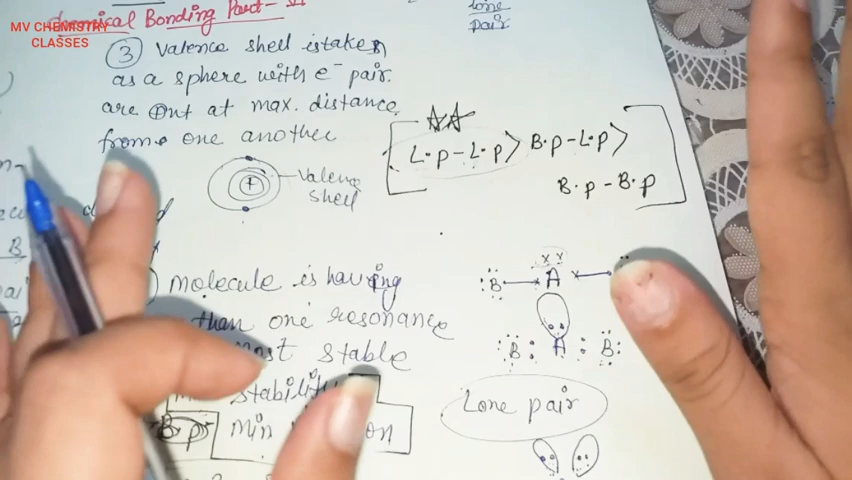 MV CHEMISTRY
CLASSES
chemical Bonding Part-
Lone
pair
③ Valence shell is taken
as a sphere with e⁻ pair.
are out at max. distance
from one another
Valence
shell
L.p-L.p> B.p-L.p>
B.p-B.p
molecule is having
than one resonance
most stable
stability
B.p min
B A
B : A : B :
Lone pair